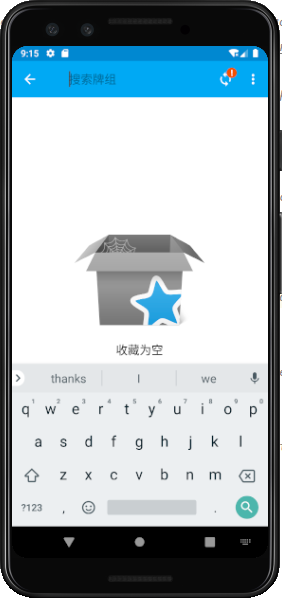 9:15
搜索牌组
!
收藏为空
thanks I we
1 2 3 4 5 6 7 8 9 0
q w e r t y u i o p
a s d f g h j k l
z x c v b n m
?123 , .